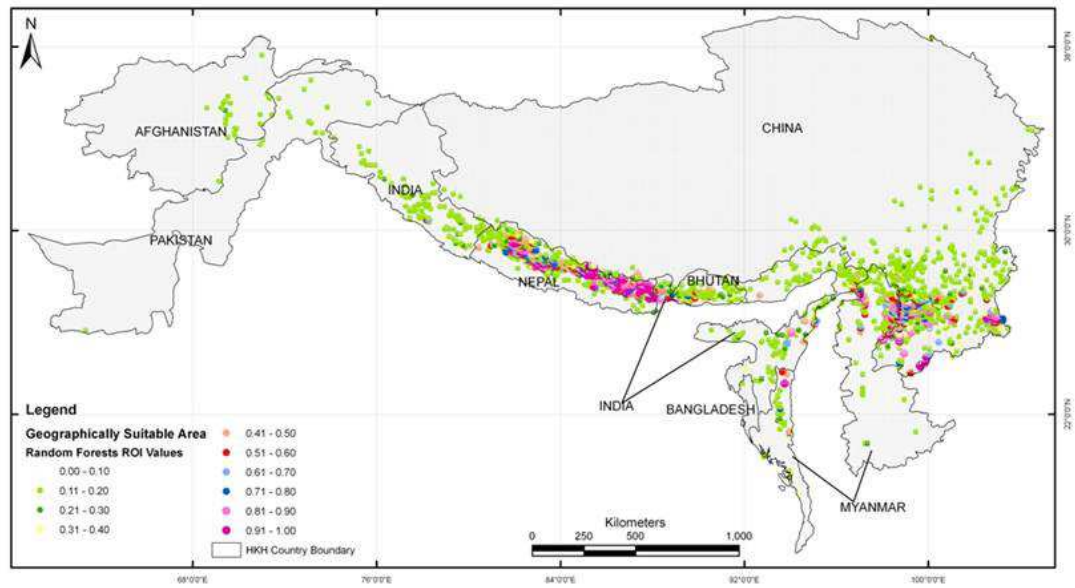 N
38°0'0"N
CHINA
AFGHANISTAN
INDIA
30°0'0"N
PAKISTAN
BHUTAN
NEPAL
INDIA
BANGLADESH
22°0'0"N
MYANMAR
Legend
Geographically Suitable Area
Random Forests ROI Values
0.00 - 0.10
0.11 - 0.20
0.21 - 0.30
0.31 - 0.40
0.41 - 0.50
0.51 - 0.60
0.61 - 0.70
0.71 - 0.80
0.81 - 0.90
0.91 - 1.00
HKH Country Boundary
Kilometers
0 250 500 1,000
68°0'0"E 76°0'0"E 84°0'0"E 92°0'0"E 100°0'0"E